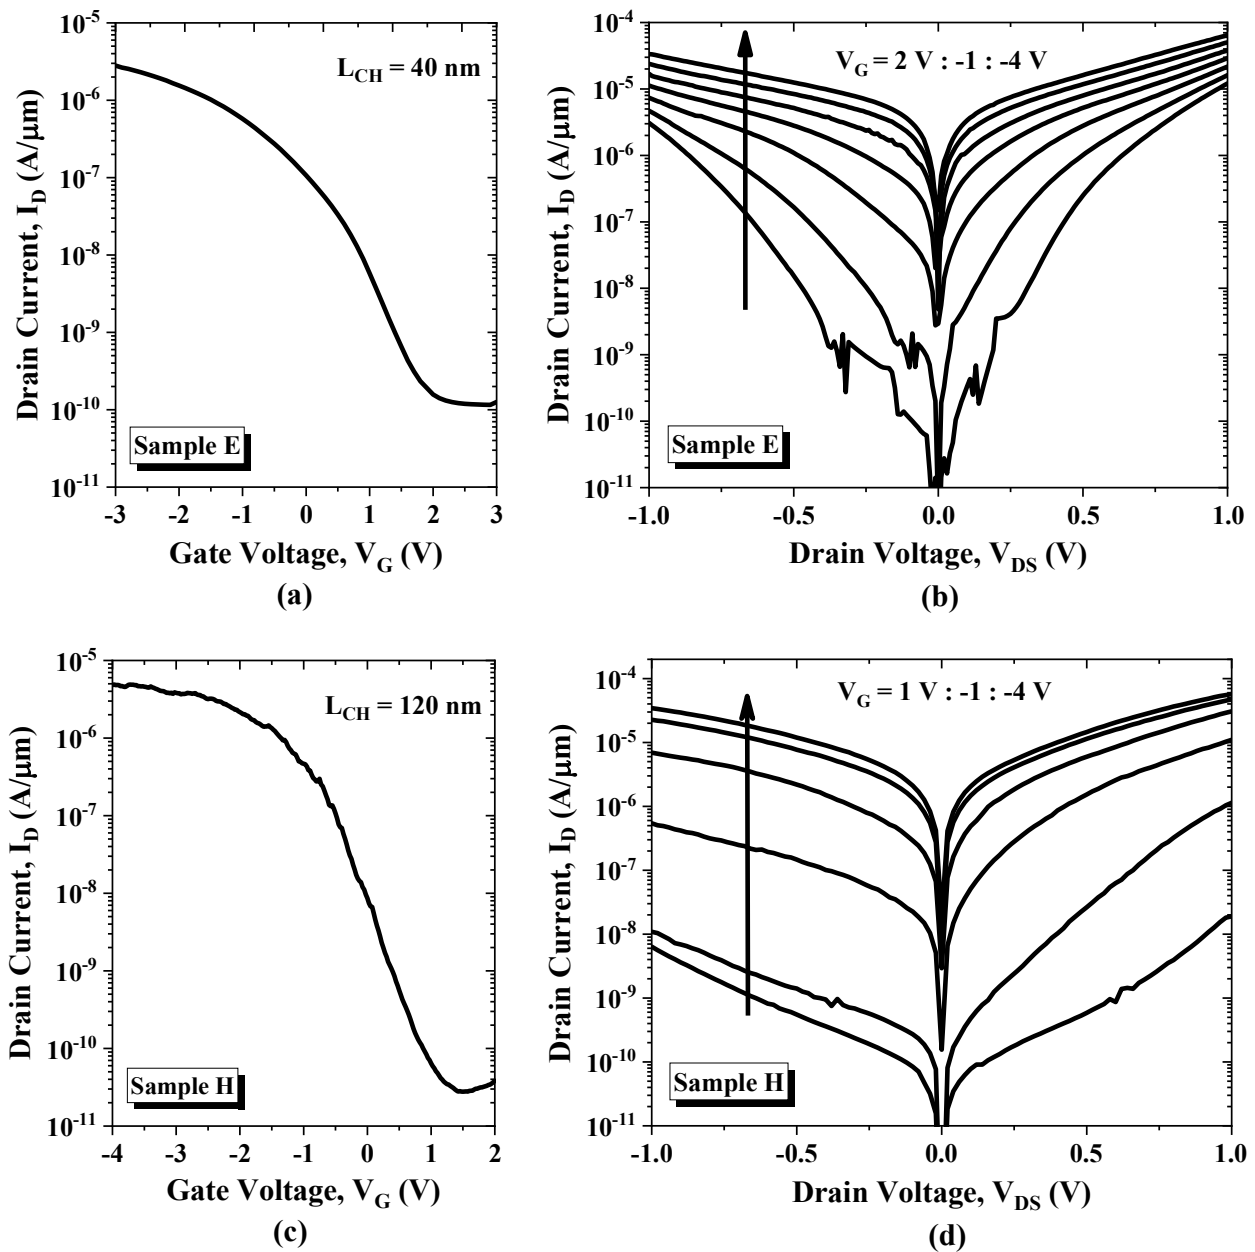 10⁻⁵
10⁻⁶
10⁻⁷
10⁻⁸
10⁻⁹
10⁻¹⁰
10⁻¹¹
Drain Current, I_D (A/μm)
L_CH = 40 nm
Sample E
-3 -2 -1 0 1 2 3
Gate Voltage, V_G (V)
(a)
10⁻⁴
10⁻⁵
10⁻⁶
10⁻⁷
10⁻⁸
10⁻⁹
10⁻¹⁰
10⁻¹¹
Drain Current, I_D (A/μm)
V_G = 2 V : -1 : -4 V
Sample E
-1.0 -0.5 0.0 0.5 1.0
Drain Voltage, V_DS (V)
(b)
10⁻⁵
10⁻⁶
10⁻⁷
10⁻⁸
10⁻⁹
10⁻¹⁰
10⁻¹¹
Drain Current, I_D (A/μm)
L_CH = 120 nm
Sample H
-4 -3 -2 -1 0 1 2
Gate Voltage, V_G (V)
(c)
10⁻⁴
10⁻⁵
10⁻⁶
10⁻⁷
10⁻⁸
10⁻⁹
10⁻¹⁰
10⁻¹¹
Drain Current, I_D (A/μm)
V_G = 1 V : -1 : -4 V
Sample H
-1.0 -0.5 0.0 0.5 1.0
Drain Voltage, V_DS (V)
(d)